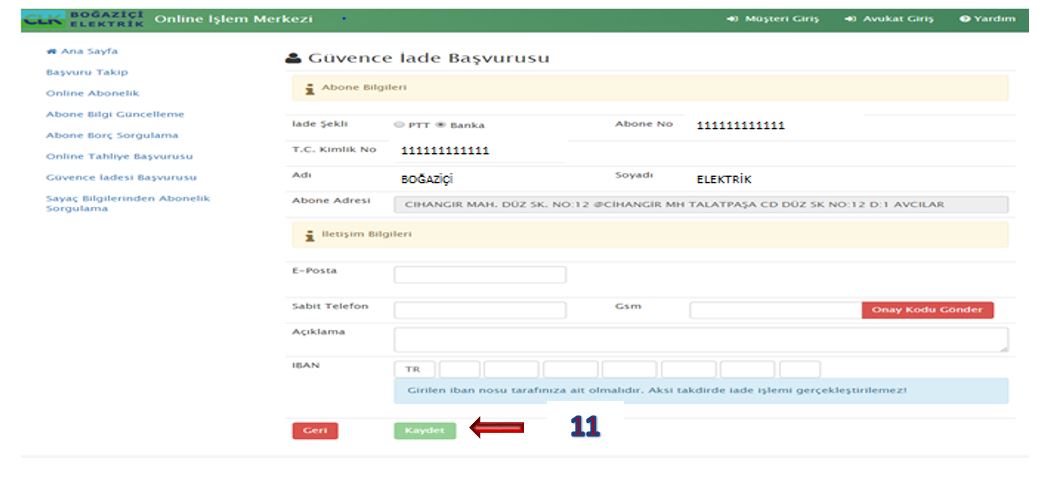 CLK BOĞAZİÇİ ELEKTRİK Online İşlem Merkezi Müşteri Giriş Avukat Giriş Yardım
Ana Sayfa
Başvuru Takip
Online Abonelik
Abone Bilgi Güncelleme
Abone Borç Sorgulama
Online Tahliye Başvurusu
Güvence İadesi Başvurusu
Sayaç Bilgilerinden Abonelik
Sorgulama
Güvence İade Başvurusu
Abone Bilgileri
İade Şekli PTT Banka Abone No 111111111111
T.C. Kimlik No 111111111111
Adı BOĞAZİÇİ Soyadı ELEKTRİK
Abone Adresi CIHANGIR MAH. DÜZ SK. NO:12 @CİHANGİR MH TALATPAŞA CD DÜZ SK NO:12 D:1 AVCILAR
İletişim Bilgileri
E-Posta
Sabit Telefon Gsm Onay Kodu Gönder
Açıklama
IBAN TR
Girilen iban nosu tarafınıza ait olmalıdır. Aksi takdirde iade işlemi gerçekleştirilemez!
Geri Kaydet 11